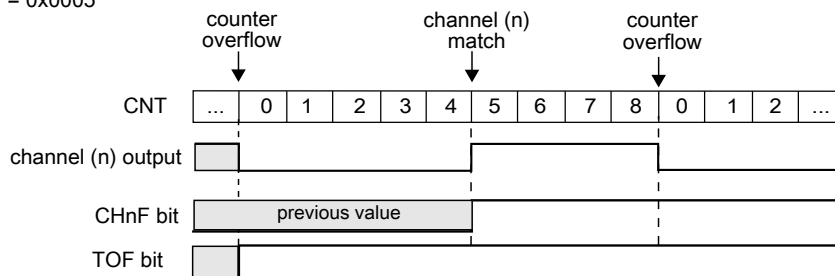 = 0x0005
counter overflow
channel (n) match
counter overflow
CNT ... 0 1 2 3 4 5 6 7 8 0 1 2 ...
channel (n) output
CHnF bit previous value
TOF bit